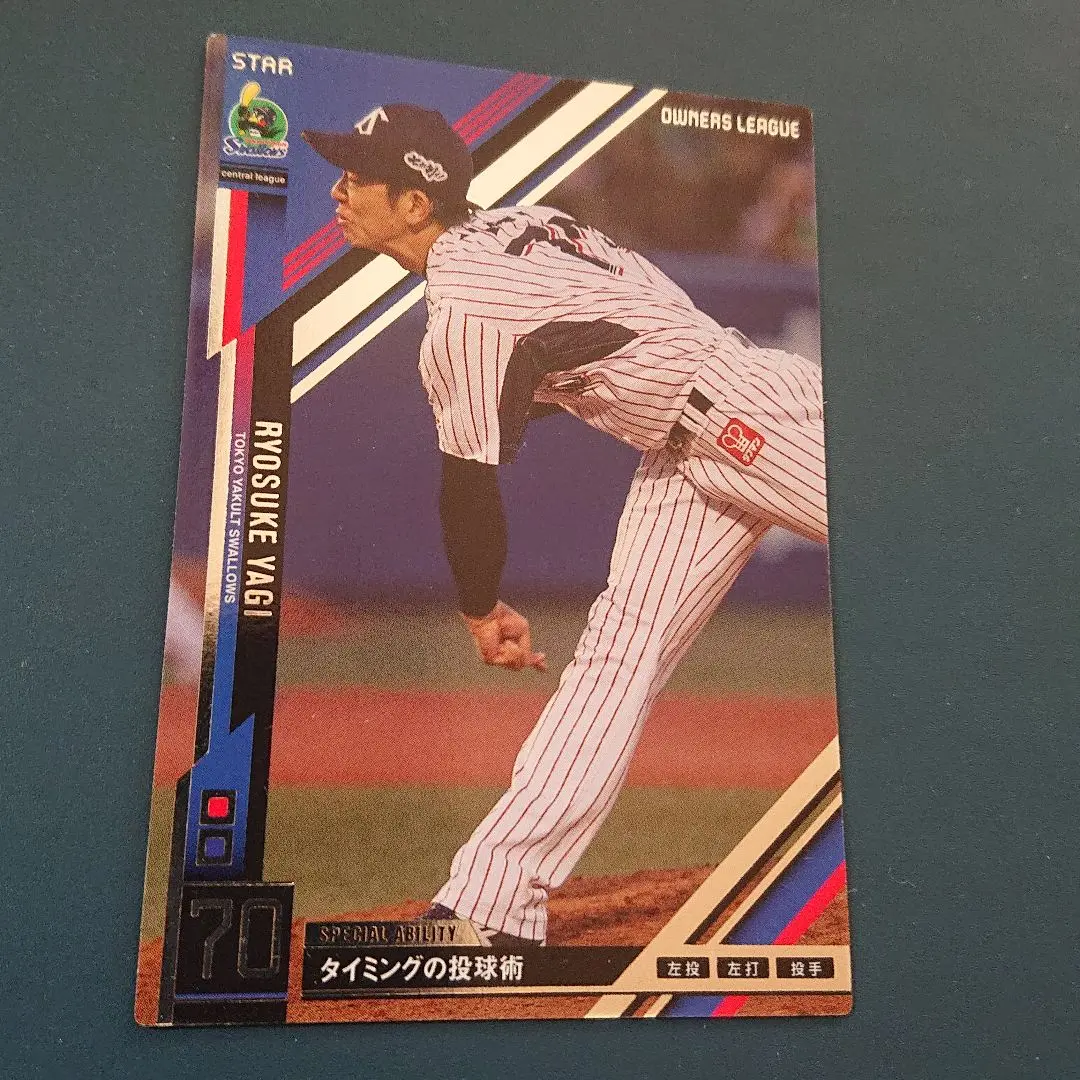 STAR
OWNERS LEAGUE
Swallows
central league
RYOSUKE YAGI
TOKYO YAKULT SWALLOWS
70
SPECIAL ABILITY
タイミングの投球術
左投 左打 投手